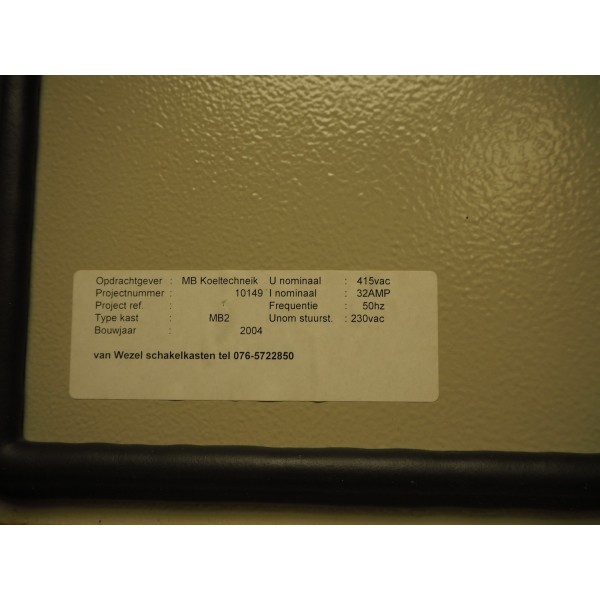 Opdrachtgever : MB Koeltechneik U nominaal : 415vac
Projectnummer : 10149 I nominaal : 32AMP
Project ref. : Frequentie : 50hz
Type kast : MB2 Unom stuurst. : 230vac
Bouwjaar : 2004
van Wezel schakelkasten tel 076-5722850